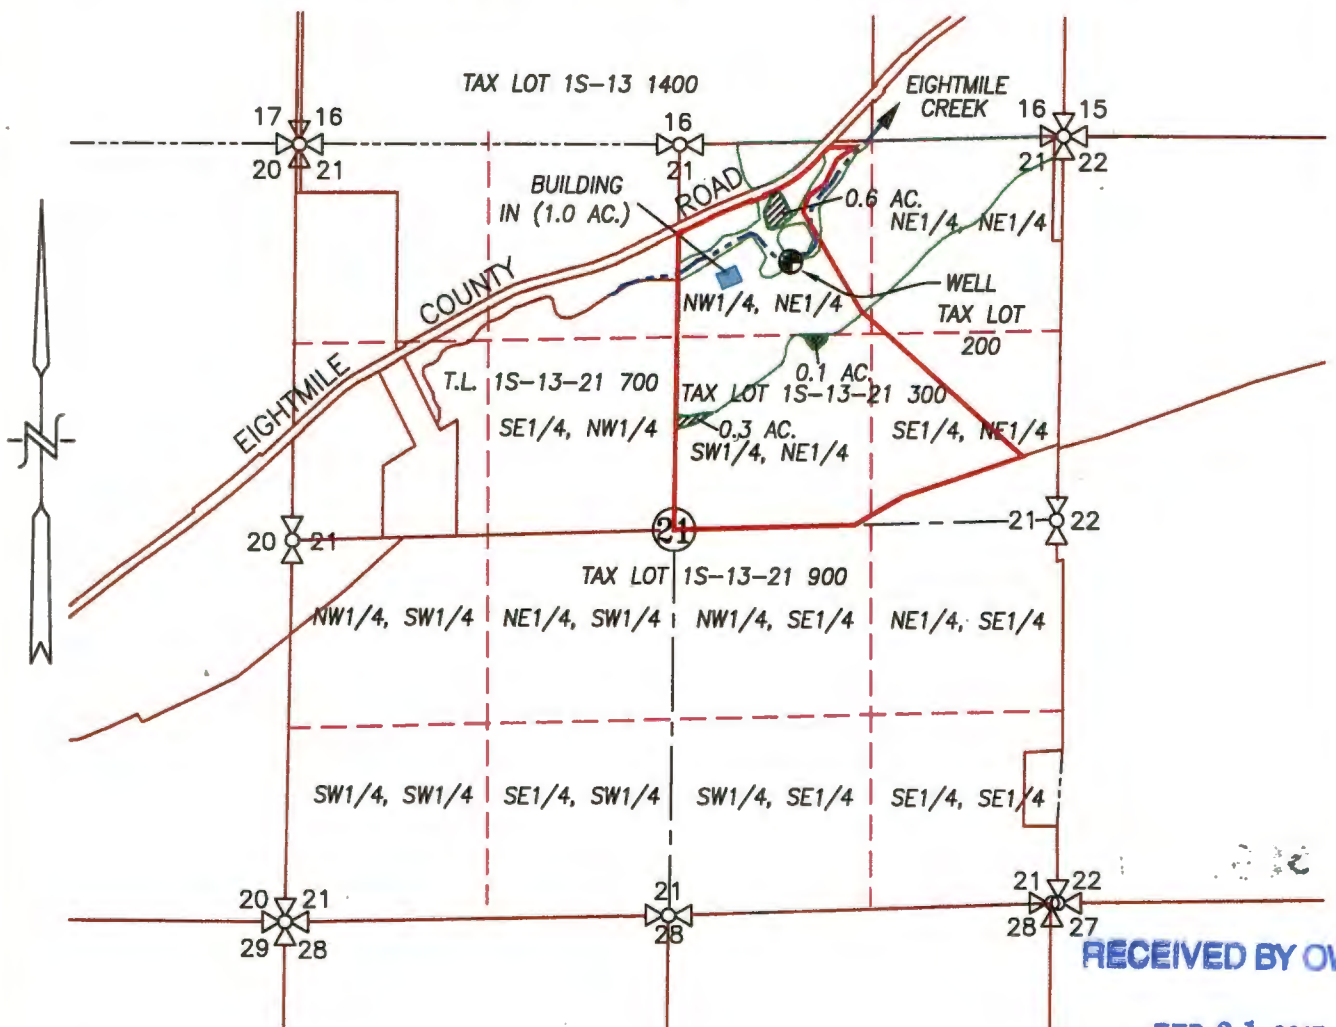 TAX LOT 1S-13 1400
EIGHTMILE
CREEK
17 16
20 21
16
21
16 15
21 22
BUILDING
IN (1.0 AC.)
EIGHTMILE COUNTY ROAD
0.6 AC.
NE1/4, NE1/4
WELL
NW1/4, NE1/4
TAX LOT
200
0.1 AC.
T.L. 1S-13-21 700
TAX LOT 1S-13-21 300
SE1/4, NW1/4
0.3 AC.
SW1/4, NE1/4
SE1/4, NE1/4
N
20 21
21
21 22
TAX LOT 1S-13-21 900
NW1/4, SW1/4
NE1/4, SW1/4
NW1/4, SE1/4
NE1/4, SE1/4
SW1/4, SW1/4
SE1/4, SW1/4
SW1/4, SE1/4
SE1/4, SE1/4
20 21
29 28
21
28
21 22
28 27
RECEIVED BY